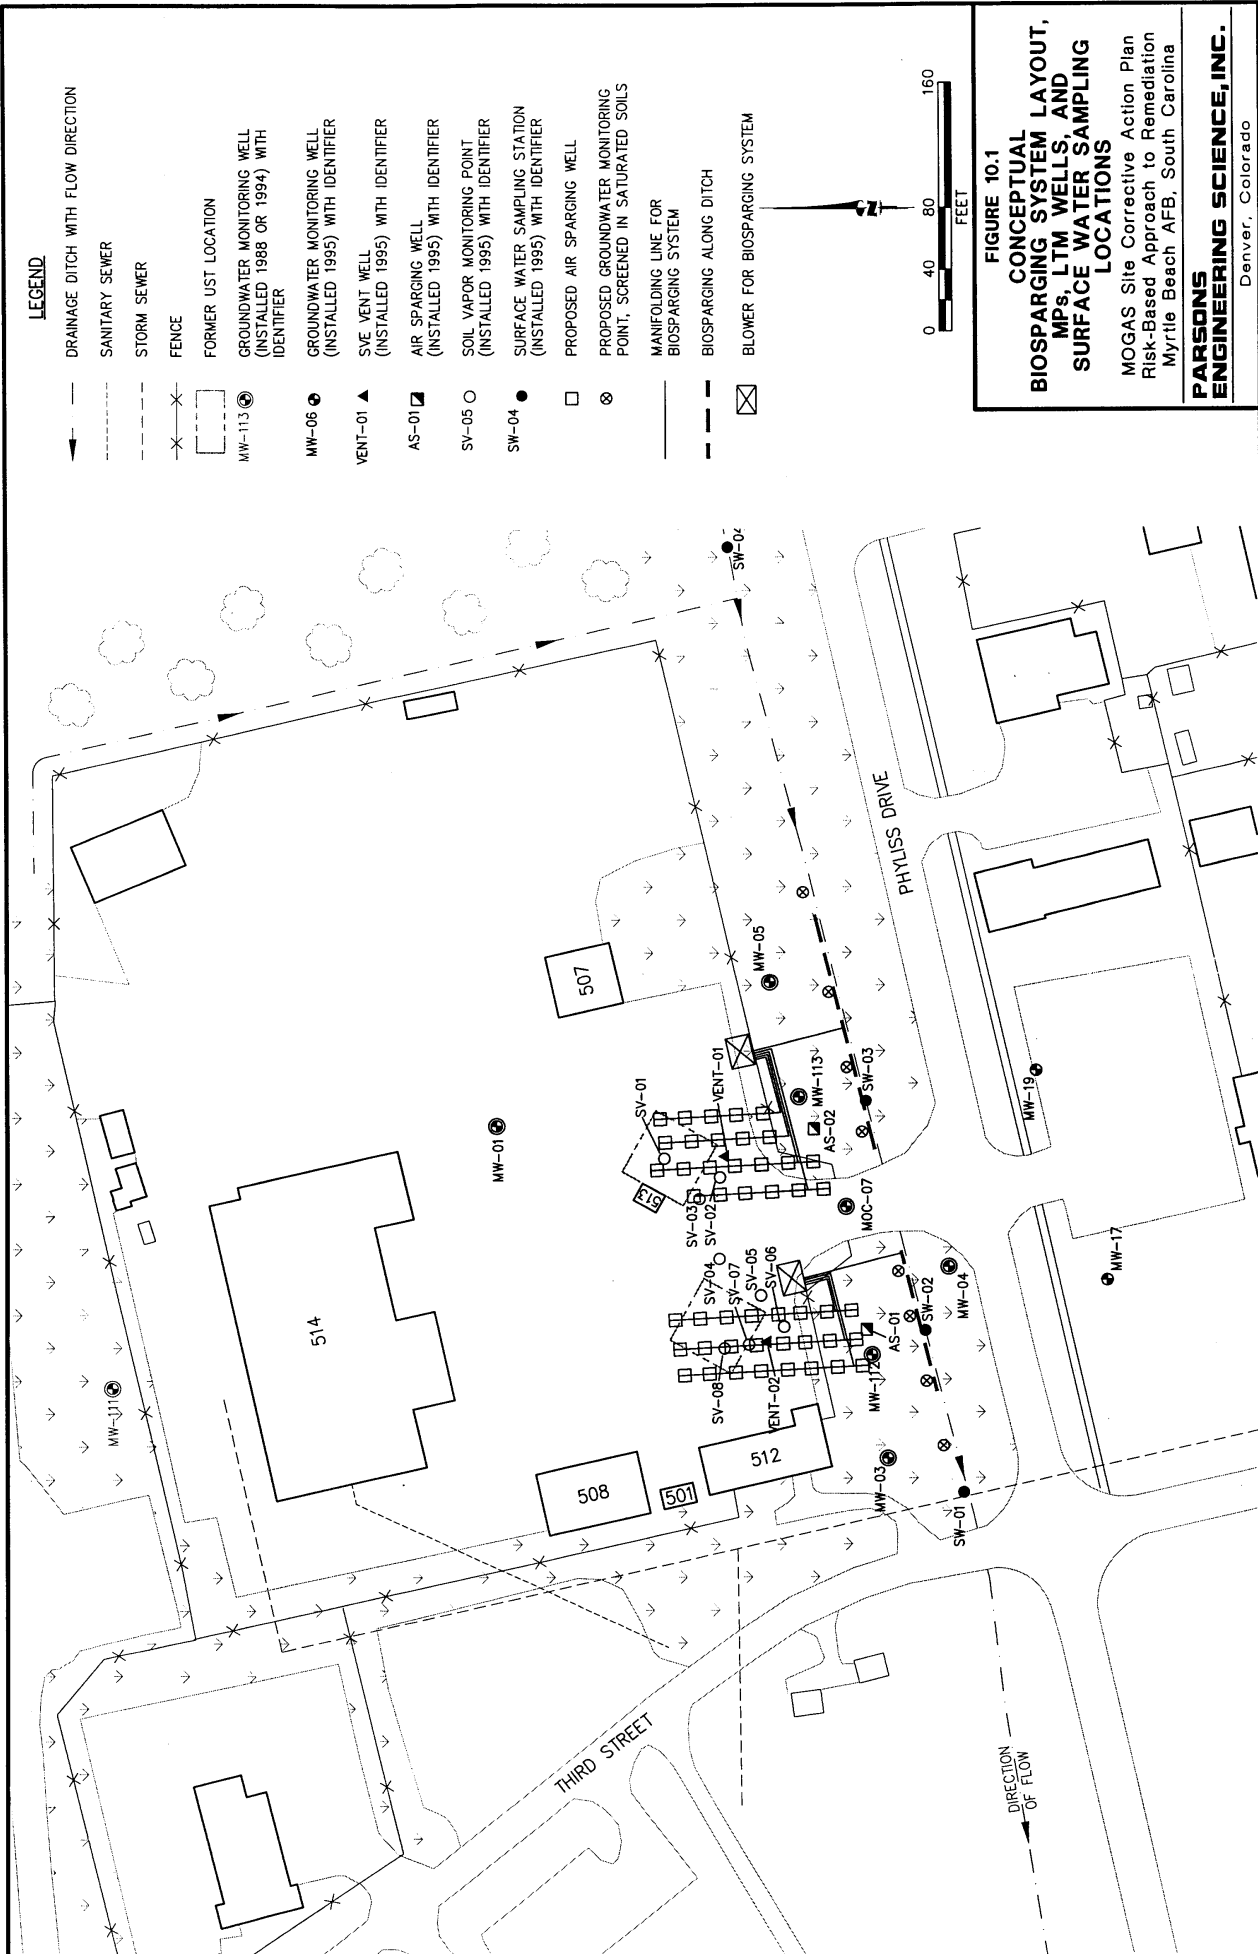 LEGEND
DRAINAGE DITCH WITH FLOW DIRECTION
SANITARY SEWER
STORM SEWER
FENCE
FORMER UST LOCATION
MW-113
GROUNDWATER MONITORING WELL
(INSTALLED 1988 OR 1994) WITH
IDENTIFIER
MW-06
GROUNDWATER MONITORING WELL
(INSTALLED 1995) WITH IDENTIFIER
VENT-01
SVE VENT WELL
(INSTALLED 1995) WITH IDENTIFIER
AS-01
AIR SPARGING WELL
(INSTALLED 1995) WITH IDENTIFIER
SV-05
SOIL VAPOR MONITORING POINT
(INSTALLED 1995) WITH IDENTIFIER
SW-04
SURFACE WATER SAMPLING STATION
(INSTALLED 1995) WITH IDENTIFIER
PROPOSED AIR SPARGING WELL
PROPOSED GROUNDWATER MONITORING
POINT, SCREENED IN SATURATED SOILS
MANIFOLDING LINE FOR
BIOSPARGING SYSTEM
BIOSPARGING ALONG DITCH
BLOWER FOR BIOSPARGING SYSTEM
N
0 40 80 160
FEET
FIGURE 10.1
CONCEPTUAL
BIOSPARGING SYSTEM LAYOUT,
MPs, LTM WELLS, AND
SURFACE WATER SAMPLING
LOCATIONS
MOGAS Site Corrective Action Plan
Risk-Based Approach to Remediation
Myrtle Beach AFB, South Carolina
PARSONS
ENGINEERING SCIENCE, INC.
Denver, Colorado
MW-111
514
MW-01
507
508
501
512
513
SV-01
SV-03
SV-02
VENT-01
SV-04
SV-07
SV-05
SV-06
SV-08
VENT-02
MW-05
MW-113
AS-02
SW-03
MOC-07
AS-01
MW-112
SW-02
MW-04
MW-03
SW-01
SW-04
MW-19
MW-17
PHYLISS DRIVE
THIRD STREET
DIRECTION
OF FLOW